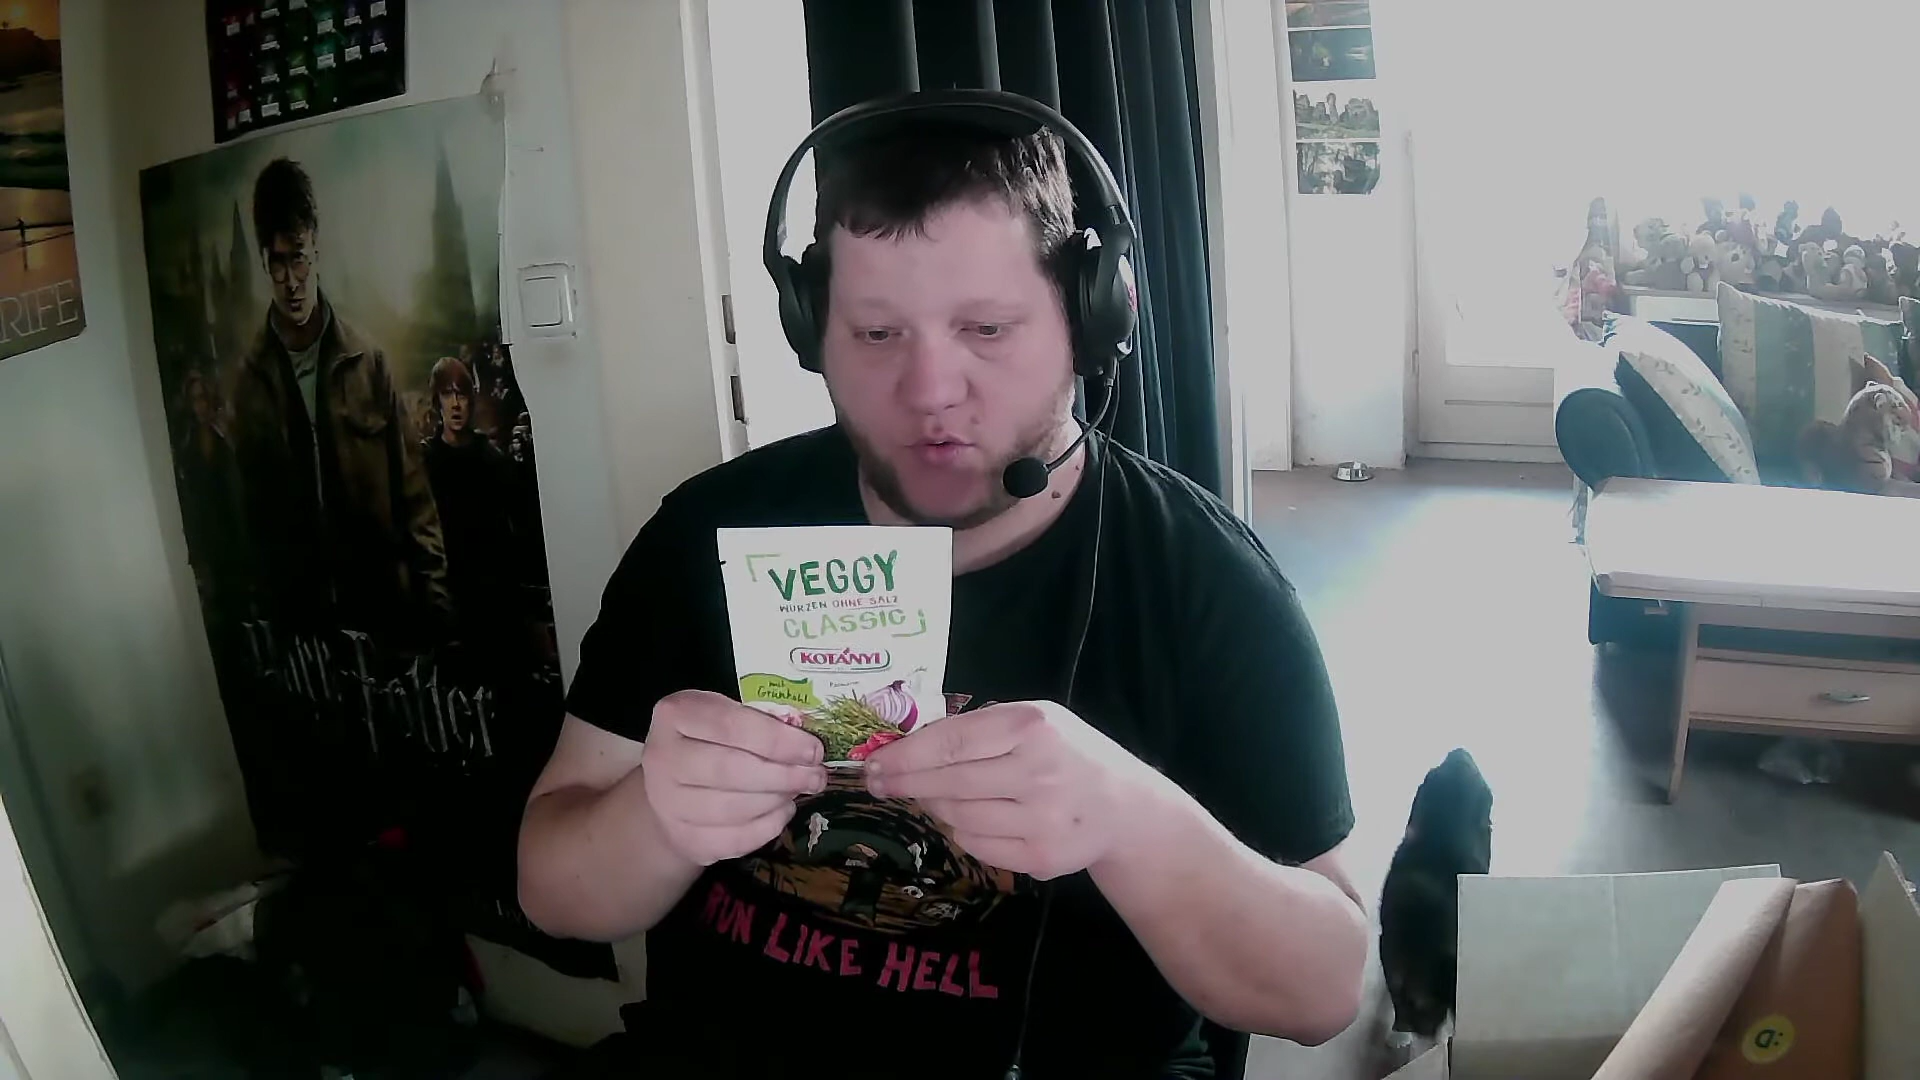 RIFE
Harry Potter
VEGGY
WÜRZEN OHNE SALZ
CLASSIC
KOTÁNYI
mit
Grünkohl
RUN LIKE HELL
a: